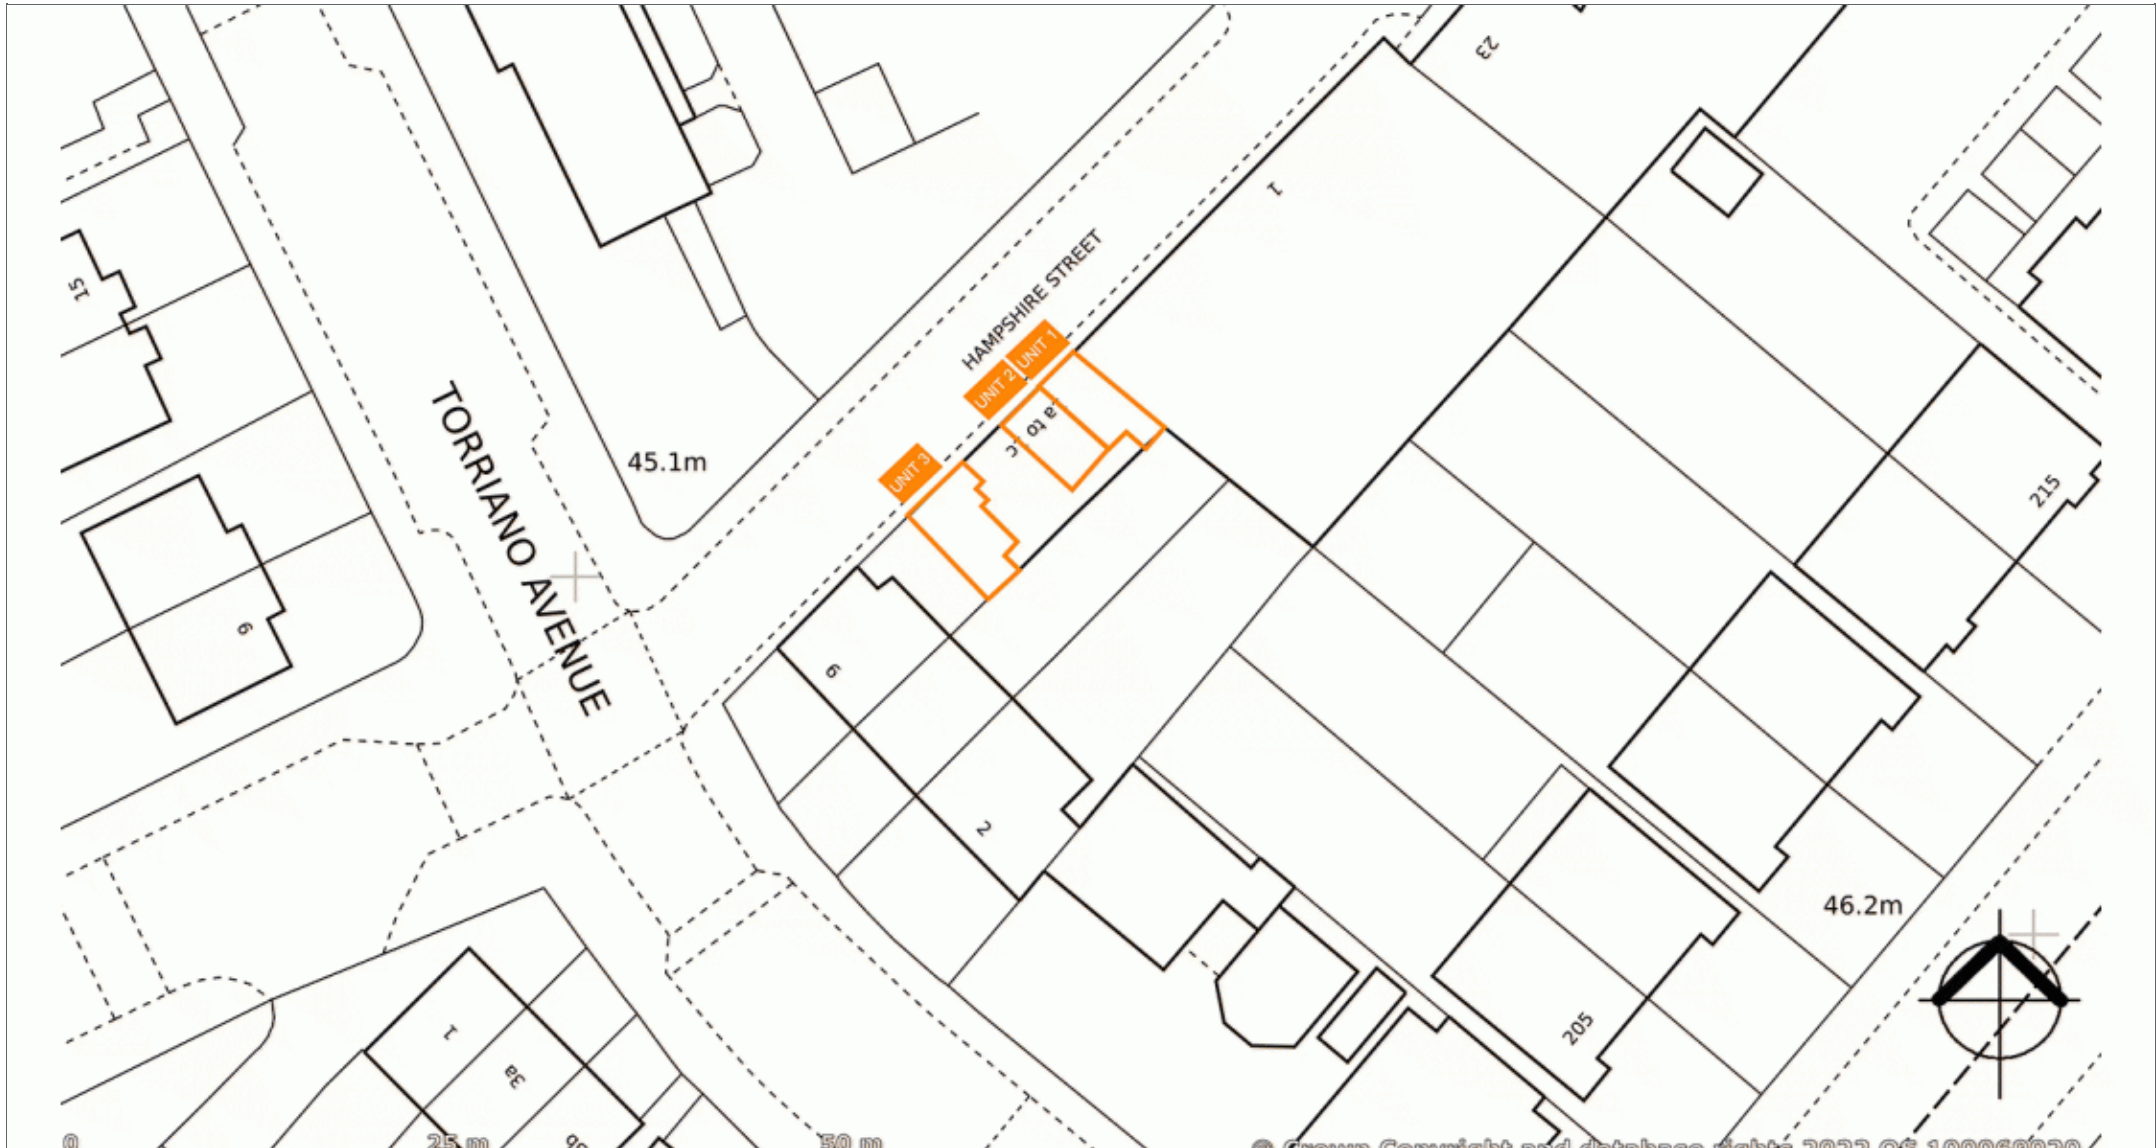 23
1
HAMPSHIRE STREET
15
UNIT 1
UNIT 2
a to
c
TORRIANO AVENUE
45.1m
UNIT 3
215
9
6
2
46.2m
1
205
3a
0
25 m
50 m